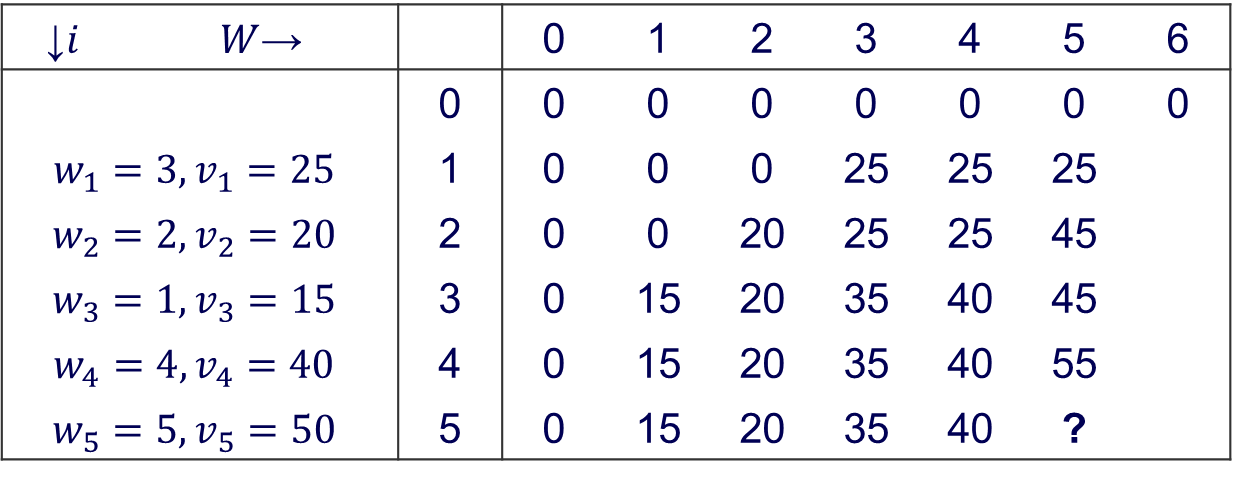 ↓i W→ 0 1 2 3 4 5 6
0 0 0 0 0 0 0 0
w₁ = 3, v₁ = 25 1 0 0 0 25 25 25
w₂ = 2, v₂ = 20 2 0 0 20 25 25 45
w₃ = 1, v₃ = 15 3 0 15 20 35 40 45
w₄ = 4, v₄ = 40 4 0 15 20 35 40 55
w₅ = 5, v₅ = 50 5 0 15 20 35 40 ?